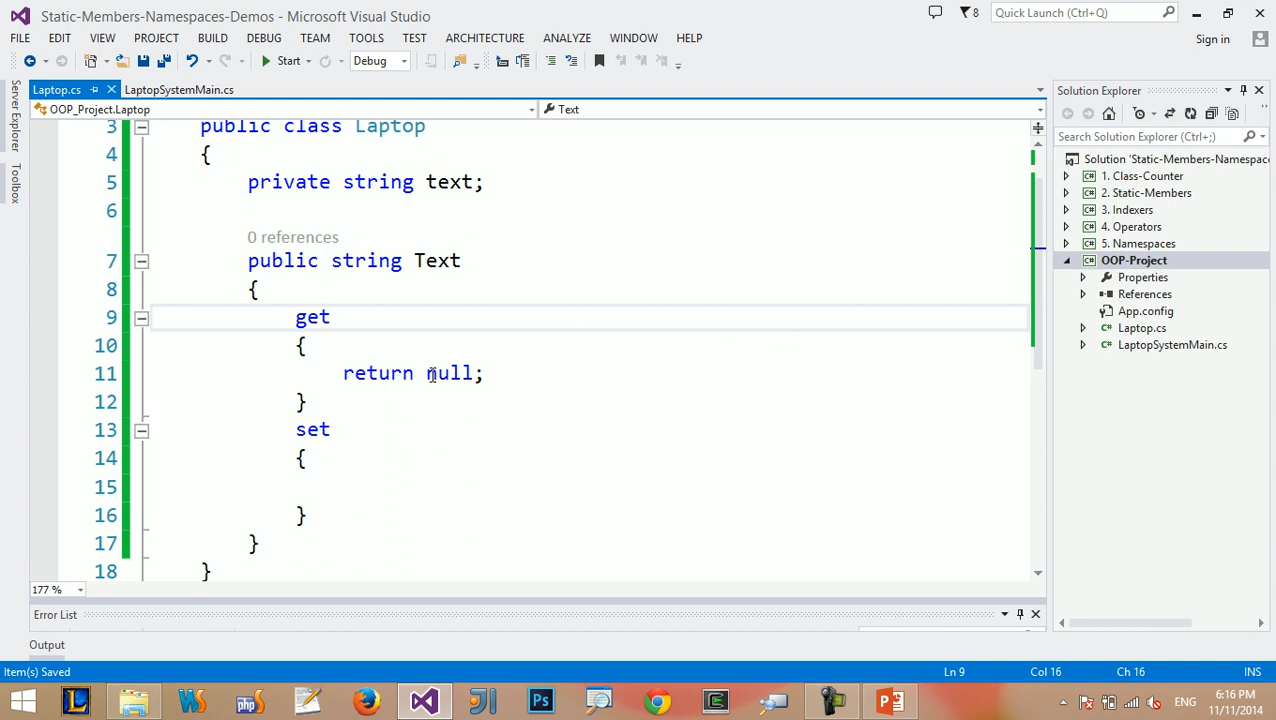 Static-Members-Namespaces-Demos - Microsoft Visual Studio
8
Quick Launch (Ctrl+Q)
FILE EDIT VIEW PROJECT BUILD DEBUG TEAM TOOLS TEST ARCHITECTURE ANALYZE WINDOW HELP
Sign in
Start
Debug
Server Explorer
Toolbox
Laptop.cs
LaptopSystemMain.cs
OOP_Project.Laptop
Text
3 public class Laptop
4 {
5 private string text;
6
0 references
7 public string Text
8 {
9 get
10 {
11 return null;
12 }
13 set
14 {
15
16 }
17 }
18 }
177 %
Solution Explorer
Search Solution Explorer (Ctrl+;)
Solution 'Static-Members-Namespace
1. Class-Counter
2. Static-Members
3. Indexers
4. Operators
5. Namespaces
OOP-Project
Properties
References
App.config
Laptop.cs
LaptopSystemMain.cs
Error List
Output
Item(s) Saved
Ln 9
Col 16
Ch 16
INS
ENG
6:16 PM
11/11/2014